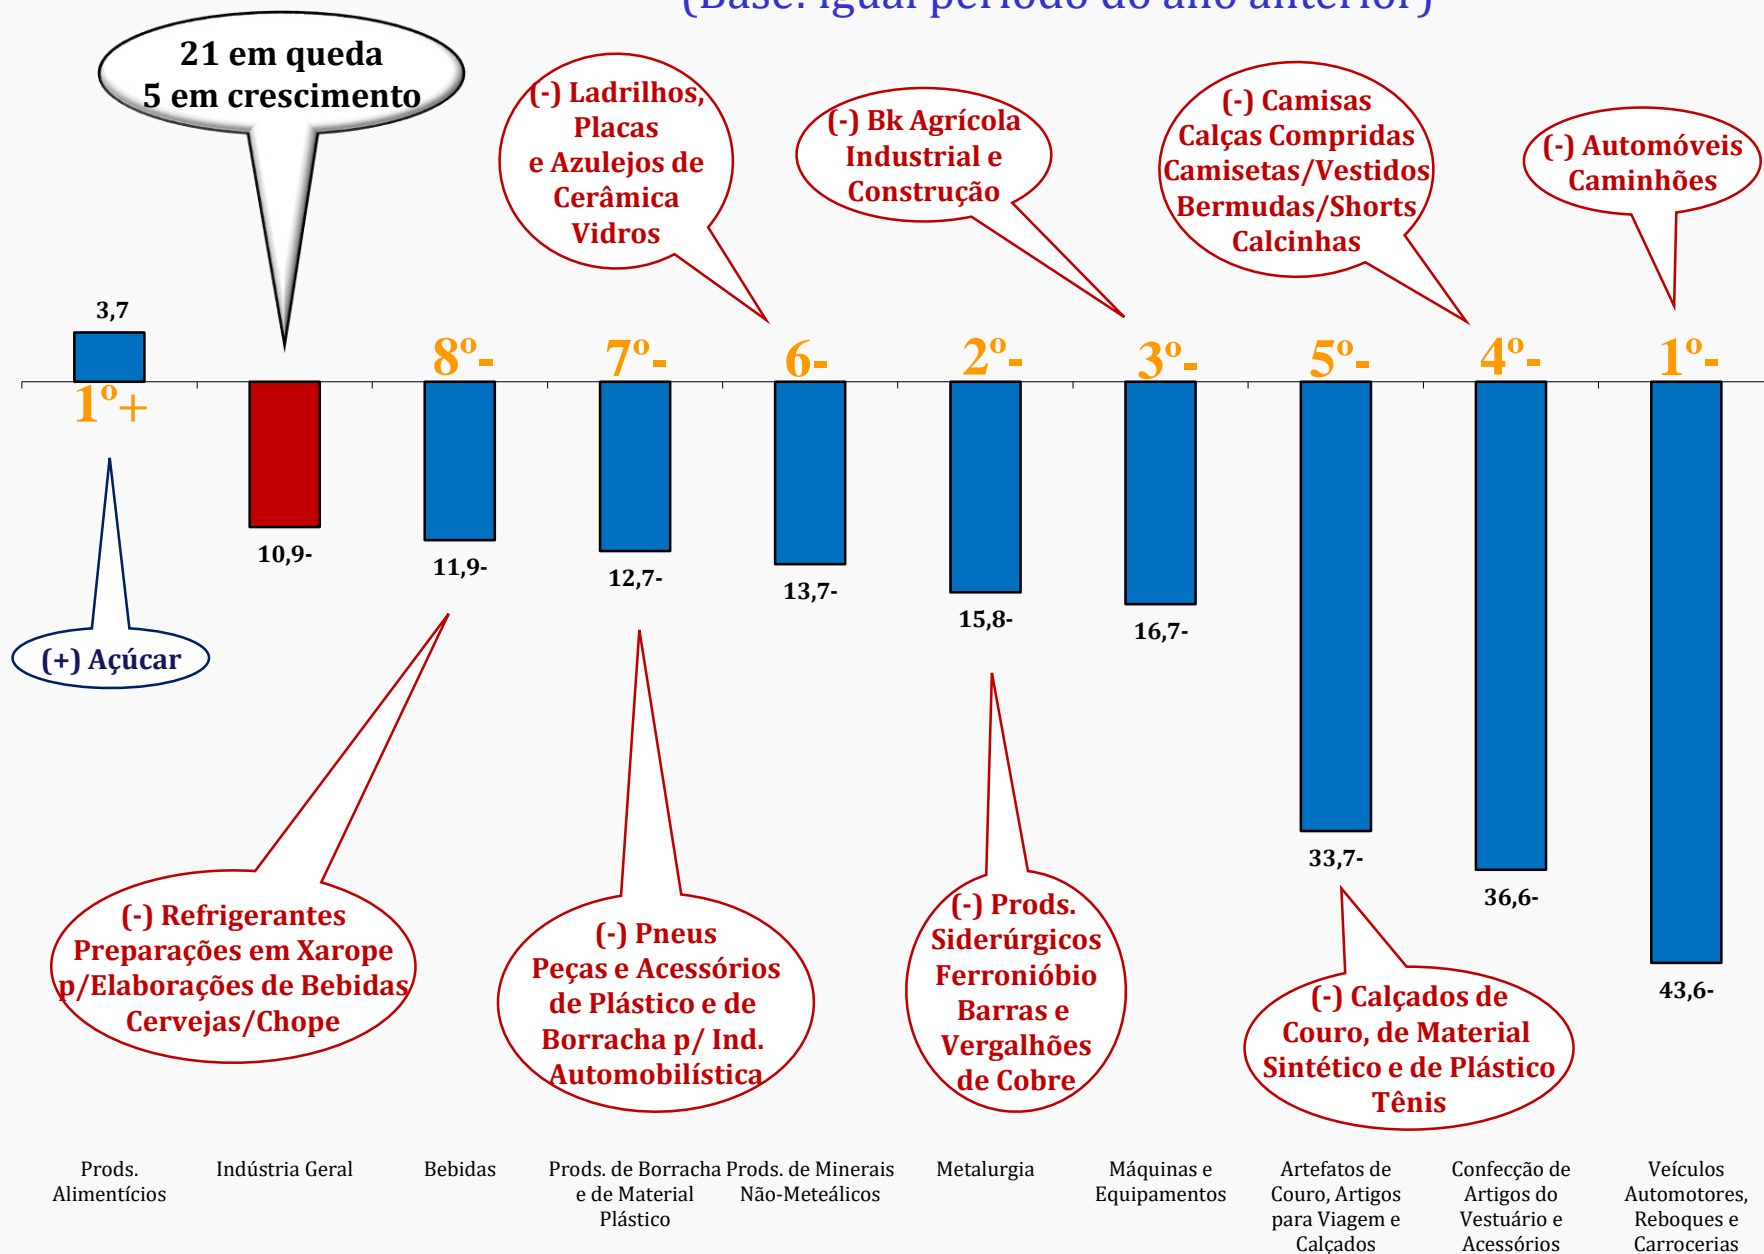 (Base: igual período do ano anterior)
21 em queda
5 em crescimento
(-) Ladrilhos,
Placas
e Azulejos de
Cerâmica
Vidros
(-) Bk Agrícola
Industrial e
Construção
(-) Camisas
Calças Compridas
Camisetas/Vestidos
Bermudas/Shorts
Calcinhas
(-) Automóveis
Caminhões
3,7
1º+
8º-
7º-
6-
2º-
3º-
5º-
4º-
1º-
10,9-
11,9-
12,7-
13,7-
15,8-
16,7-
33,7-
36,6-
43,6-
(+) Açúcar
(-) Refrigerantes
Preparações em Xarope
p/Elaborações de Bebidas
Cervejas/Chope
(-) Pneus
Peças e Acessórios
de Plástico e de
Borracha p/ Ind.
Automobilística
(-) Prods.
Siderúrgicos
Ferronióbio
Barras e
Vergalhões
de Cobre
(-) Calçados de
Couro, de Material
Sintético e de Plástico
Tênis
Prods.
Alimentícios
Indústria Geral
Bebidas
Prods. de Borracha
e de Material
Plástico
Prods. de Minerais
Não-Meteálicos
Metalurgia
Máquinas e
Equipamentos
Artefatos de
Couro, Artigos
para Viagem e
Calçados
Confecção de
Artigos do
Vestuário e
Acessórios
Veículos
Automotores,
Reboques e
Carrocerias